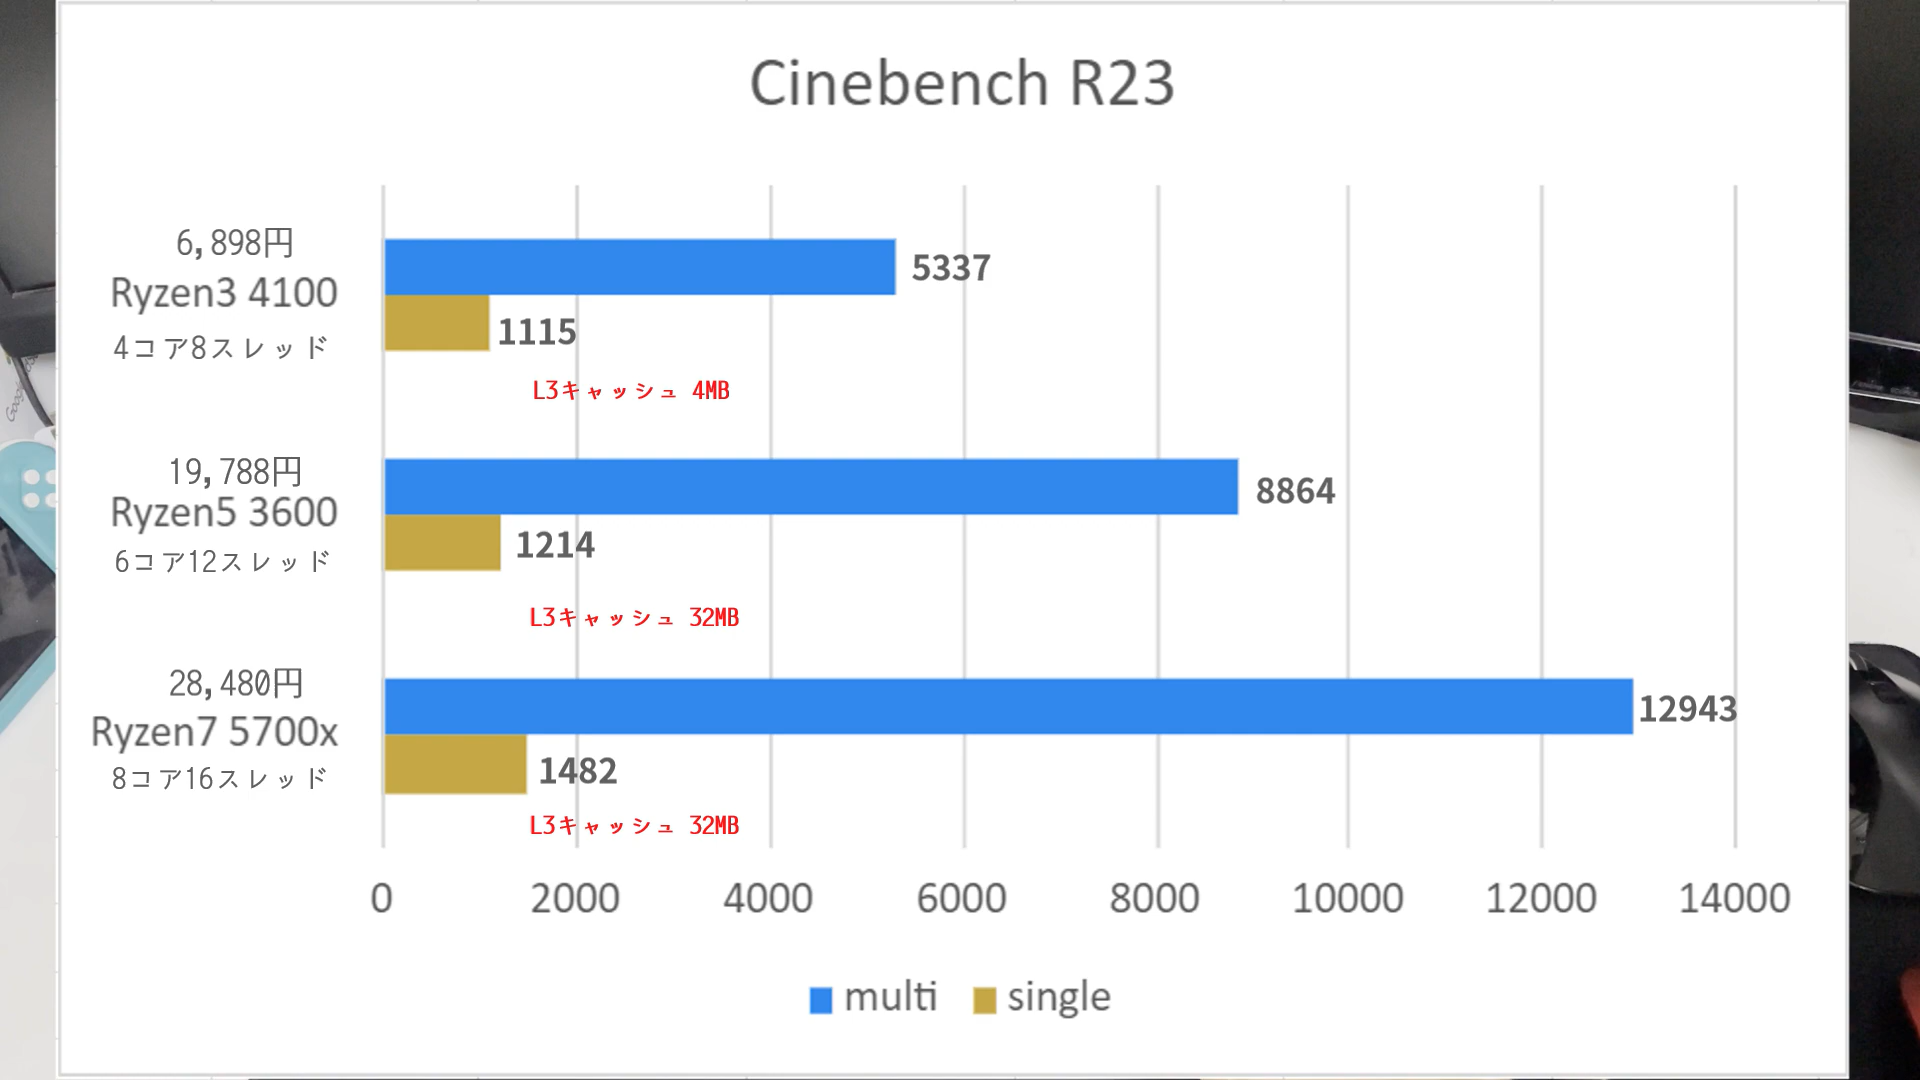 Cinebench R23
6,898円
Ryzen3 4100
4コア8スレッド
5337
1115
L3キャッシュ 4MB
19,788円
Ryzen5 3600
6コア12スレッド
8864
1214
L3キャッシュ 32MB
28,480円
Ryzen7 5700x
8コア16スレッド
12943
1482
L3キャッシュ 32MB
0 2000 4000 6000 8000 10000 12000 14000
multi single